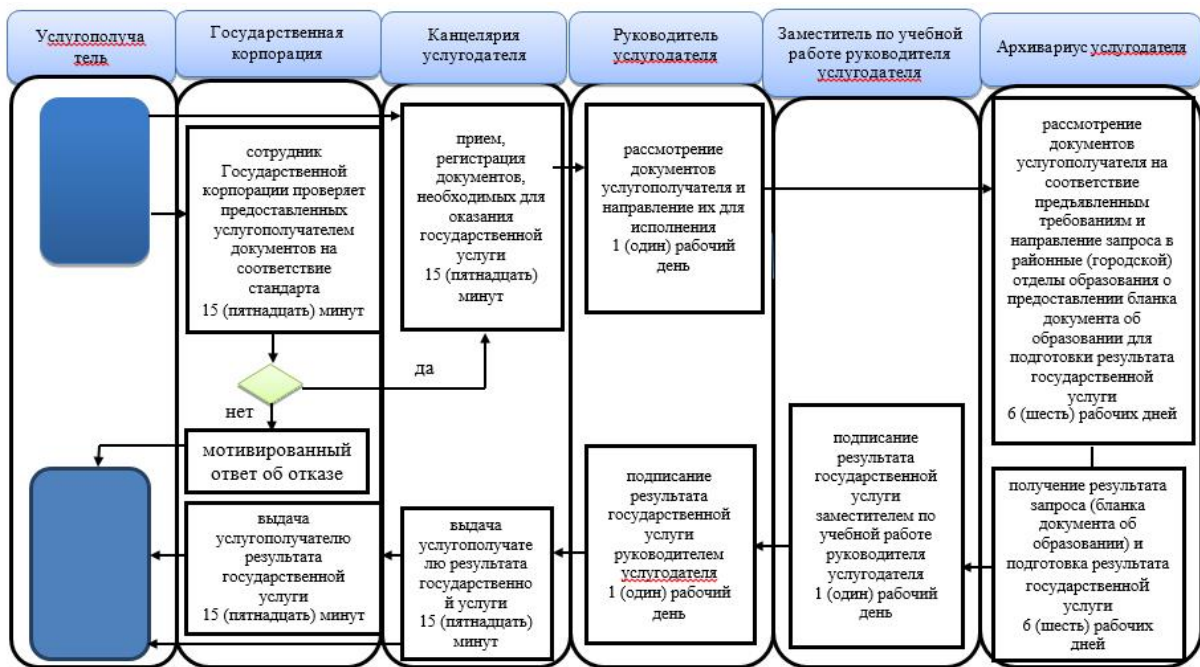 Услугополуча
тель
Государственная
корпорация
Канцелярия
услугодателя
Руководитель
услугодателя
Заместитель по учебной
работе руководителя
услугодателя
Архивариус услугодателя
сотрудник
Государственной
корпорации проверяет
предоставленных
услугополучателем
документов на
соответствие
стандарта
15 (пятнадцать) минут
да
нет
мотивированный
ответ об отказе
выдача
услугополучателю
результата
государственной
услуги
15 (пятнадцать) минут
прием,
регистрация
документов,
необходимых для
оказания
государственной
услуги
15 (пятнадцать)
минут
выдача
услугополучате
лю результата
государственно
й услуги
15 (пятнадцать)
минут
рассмотрение
документов
услугополучателя и
направление их для
исполнения
1 (один) рабочий
день
подписание
результата
государственной
услуги
руководителем
услугодателя
1 (один) рабочий
день
подписание
результата
государственной
услуги
заместителем по
учебной работе
руководителя
услугодателя
1 (один) рабочий
день
рассмотрение
документов
услугополучателя на
соответствие
предъявленным
требованиям и
направление запроса в
районные (городской)
отделы образования о
предоставлении бланка
документа об
образовании для
подготовки результата
государственной
услуги
6 (шесть) рабочих дней
получение результата
запроса (бланка
документа об
образовании) и
подготовка результата
государственной
услуги
6 (шесть) рабочих
дней